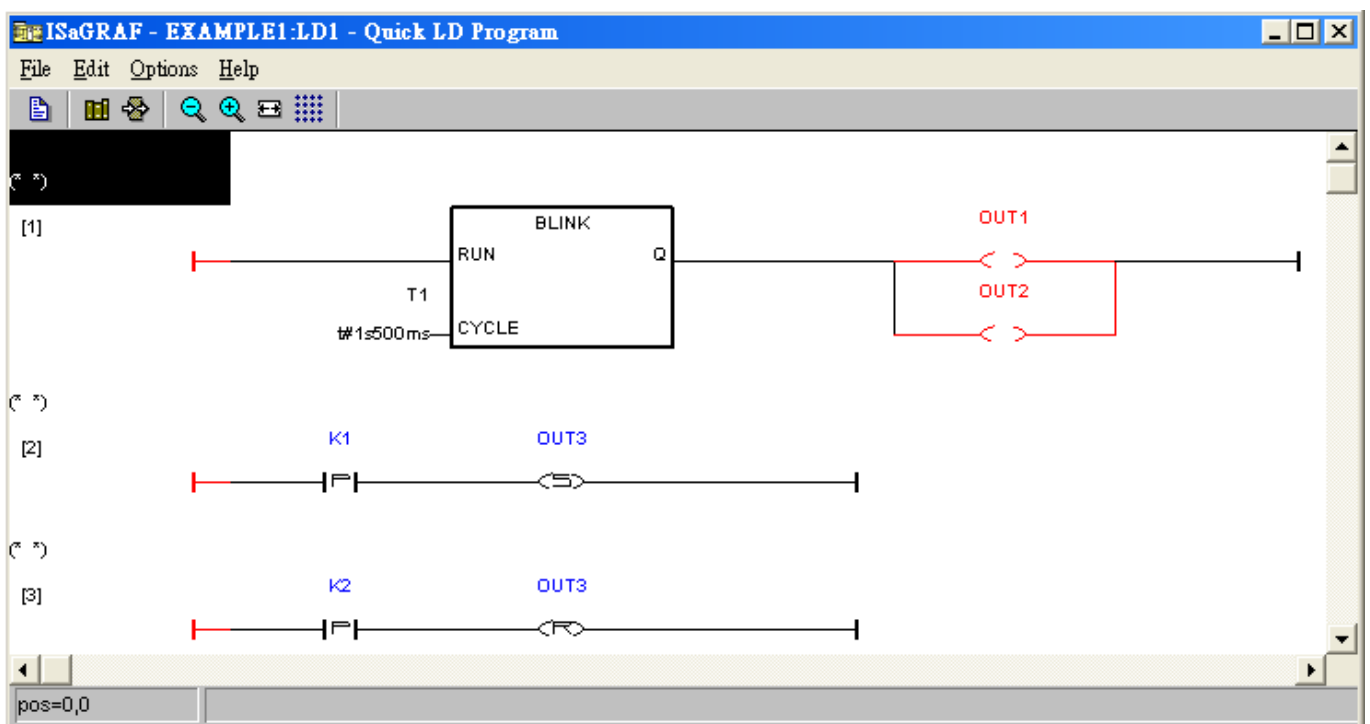 ISaGRAF - EXAMPLE1:LD1 - Quick LD Program
File Edit Options Help
(* *)
[1]
BLINK
OUT1
RUN
Q
T1
OUT2
t#1s500ms
CYCLE
(* *)
[2]
K1
OUT3
P
S
(* *)
[3]
K2
OUT3
P
R
pos=0,0